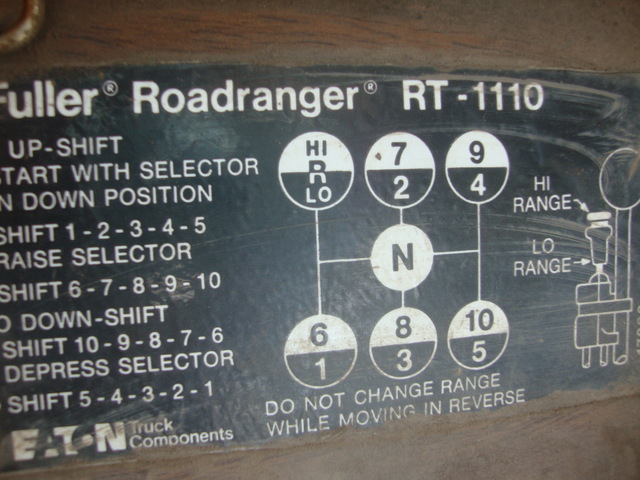 Fuller® Roadranger® RT-1110
UP-SHIFT
START WITH SELECTOR
IN DOWN POSITION
SHIFT 1-2-3-4-5
RAISE SELECTOR
SHIFT 6-7-8-9-10
TO DOWN-SHIFT
SHIFT 10-9-8-7-6
DEPRESS SELECTOR
SHIFT 5-4-3-2-1
EATON Truck
Components
HI
R
LO
7
2
9
4
N
6
1
8
3
10
5
HI
RANGE
LO
RANGE
DO NOT CHANGE RANGE
WHILE MOVING IN REVERSE